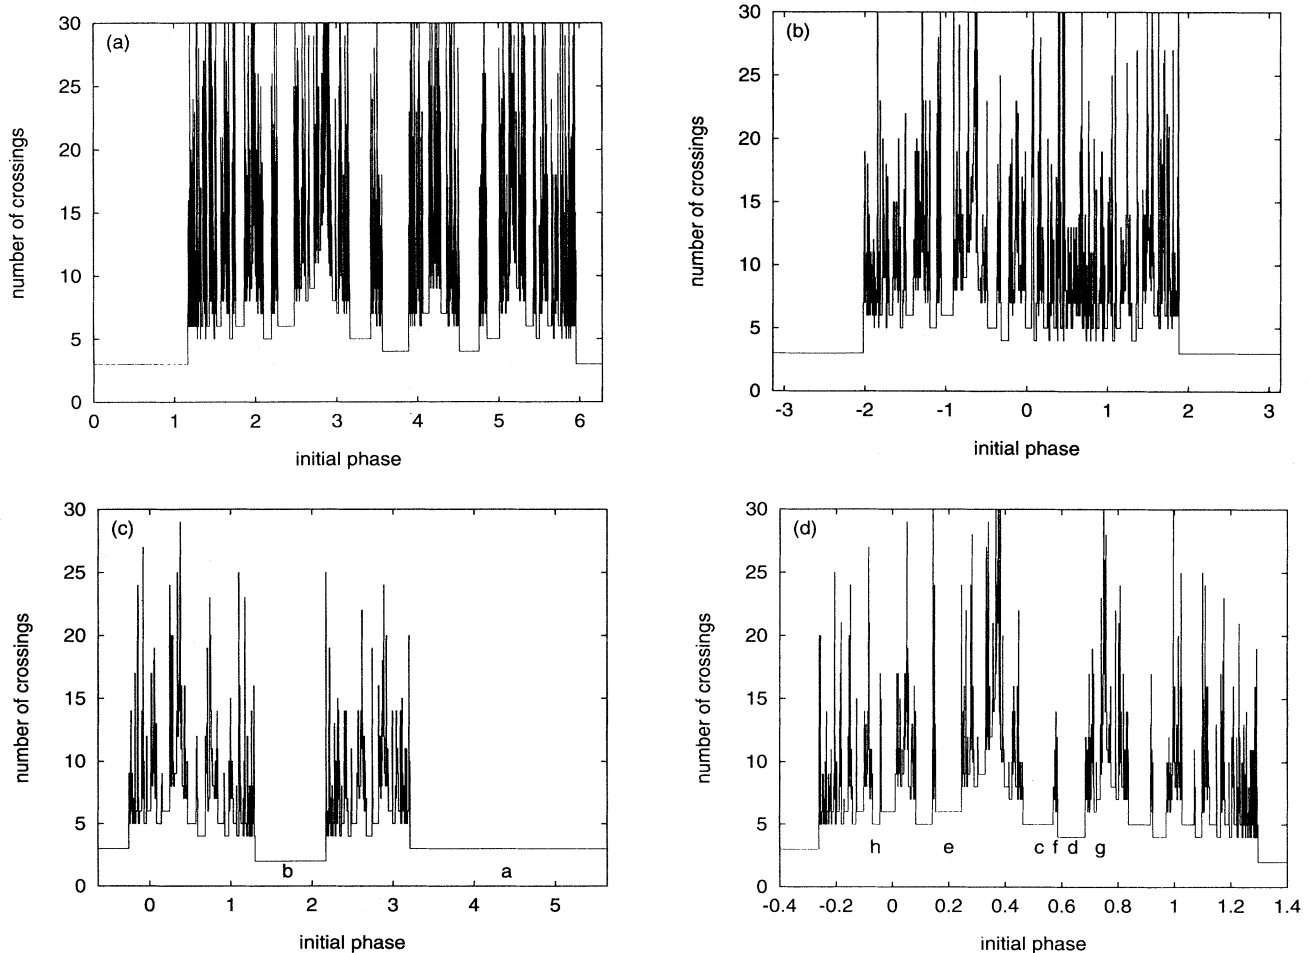 (a)
number of crossings
30
25
20
15
10
5
0
0 1 2 3 4 5 6
initial phase
(b)
number of crossings
30
25
20
15
10
5
0
-3 -2 -1 0 1 2 3
initial phase
(c)
number of crossings
30
25
20
15
10
5
0
b a
0 1 2 3 4 5
initial phase
(d)
number of crossings
30
25
20
15
10
5
0
h e c f d g
-0.4 -0.2 0 0.2 0.4 0.6 0.8 1 1.2 1.4
initial phase